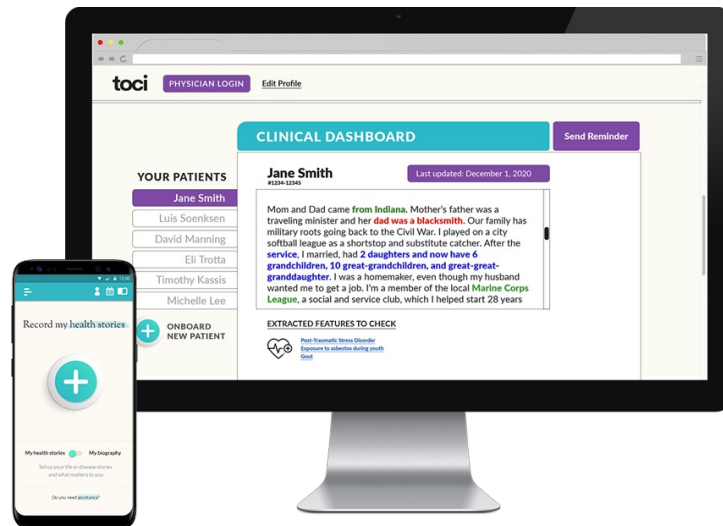 toci
PHYSICIAN LOGIN
Edit Profile
CLINICAL DASHBOARD
Send Reminder
YOUR PATIENTS
Jane Smith
Luis Soenksen
David Manning
Eli Trotta
Timothy Kassis
Michelle Lee
ONBOARD
NEW PATIENT
Jane Smith
#1234-12345
Last updated: December 1, 2020
Mom and Dad came from Indiana. Mother's father was a
traveling minister and her dad was a blacksmith. Our family has
military roots going back to the Civil War. I played on a city
softball league as a shortstop and substitute catcher. After the
service, I married, had 2 daughters and now have 6
grandchildren, 10 great-grandchildren, and great-great-
granddaughter. I was a homemaker, even though my husband
wanted me to get a job. I'm a member of the local Marine Corps
League, a social and service club, which I helped start 28 years
EXTRACTED FEATURES TO CHECK
Post-Traumatic Stress Disorder
Exposure to asbestos during youth
Gout
Record my health stories
My health stories
My biography
Tell us your life or disease stories
and what matters to you
Do you need assistance?